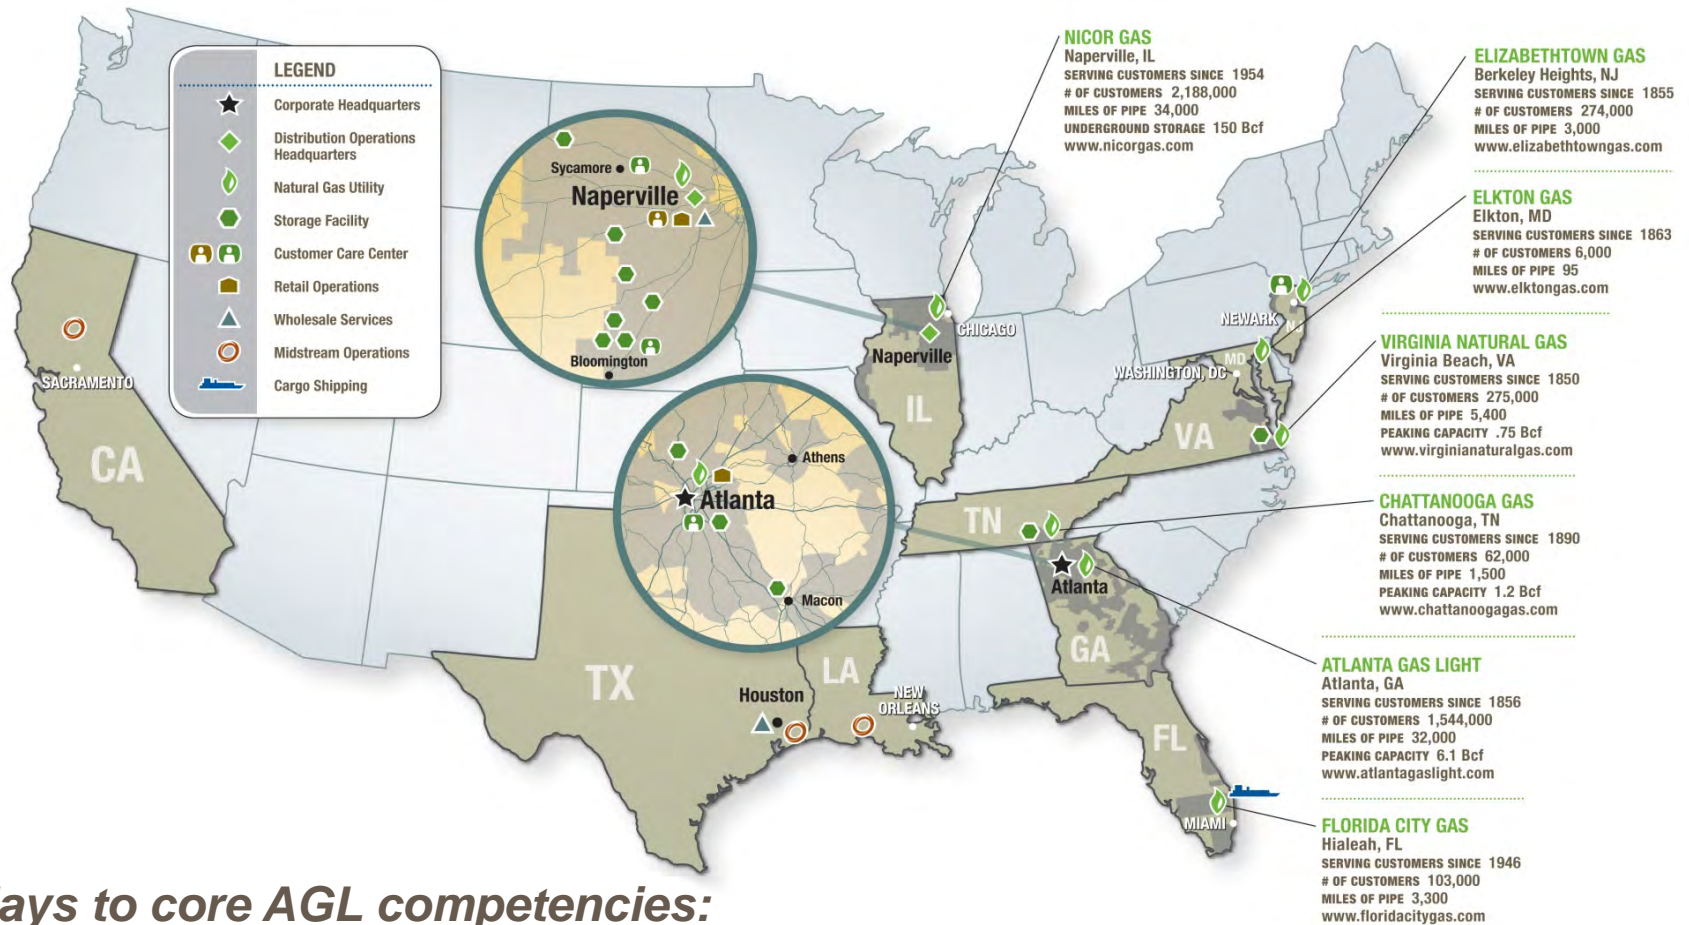 LEGEND
Corporate Headquarters
Distribution Operations
Headquarters
Natural Gas Utility
Storage Facility
Customer Care Center
Retail Operations
Wholesale Services
Midstream Operations
Cargo Shipping
Sycamore
Naperville
Bloomington
Athens
Atlanta
Macon
SACRAMENTO
CA
CHICAGO
Naperville
IL
NEWARK
NJ
MD
WASHINGTON, DC
VA
TN
Atlanta
GA
TX
Houston
LA
NEW
ORLEANS
FL
MIAMI
NICOR GAS
Naperville, IL
SERVING CUSTOMERS SINCE 1954
# OF CUSTOMERS 2,188,000
MILES OF PIPE 34,000
UNDERGROUND STORAGE 150 Bcf
www.nicorgas.com
ELIZABETHTOWN GAS
Berkeley Heights, NJ
SERVING CUSTOMERS SINCE 1855
# OF CUSTOMERS 274,000
MILES OF PIPE 3,000
www.elizabethtowngas.com
ELKTON GAS
Elkton, MD
SERVING CUSTOMERS SINCE 1863
# OF CUSTOMERS 6,000
MILES OF PIPE 95
www.elktongas.com
VIRGINIA NATURAL GAS
Virginia Beach, VA
SERVING CUSTOMERS SINCE 1850
# OF CUSTOMERS 275,000
MILES OF PIPE 5,400
PEAKING CAPACITY .75 Bcf
www.virginianaturalgas.com
CHATTANOOGA GAS
Chattanooga, TN
SERVING CUSTOMERS SINCE 1890
# OF CUSTOMERS 62,000
MILES OF PIPE 1,500
PEAKING CAPACITY 1.2 Bcf
www.chattanoogagas.com
ATLANTA GAS LIGHT
Atlanta, GA
SERVING CUSTOMERS SINCE 1856
# OF CUSTOMERS 1,544,000
MILES OF PIPE 32,000
PEAKING CAPACITY 6.1 Bcf
www.atlantagaslight.com
FLORIDA CITY GAS
Hialeah, FL
SERVING CUSTOMERS SINCE 1946
# OF CUSTOMERS 103,000
MILES OF PIPE 3,300
www.floridacitygas.com
to core AGL competencies: